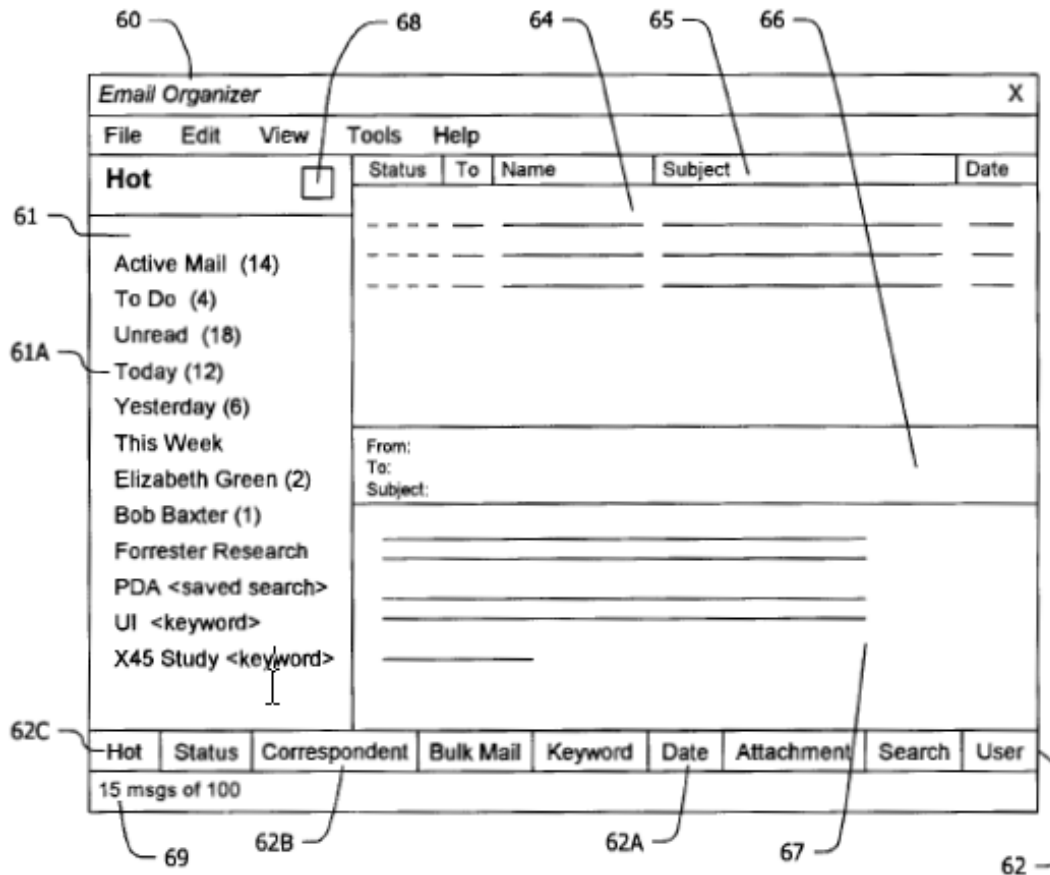 60 68 64 65 66
Email Organizer X
File Edit View Tools Help
Hot Status To Name Subject Date
61
Active Mail (14)
To Do (4)
Unread (18)
61A Today (12)
Yesterday (6)
This Week
Elizabeth Green (2)
Bob Baxter (1)
Forrester Research
PDA <saved search>
UI <keyword>
X45 Study <keyword>
From:
To:
Subject:
62C Hot Status Correspondent Bulk Mail Keyword Date Attachment Search User
15 msgs of 100
69 62B 62A 67 62